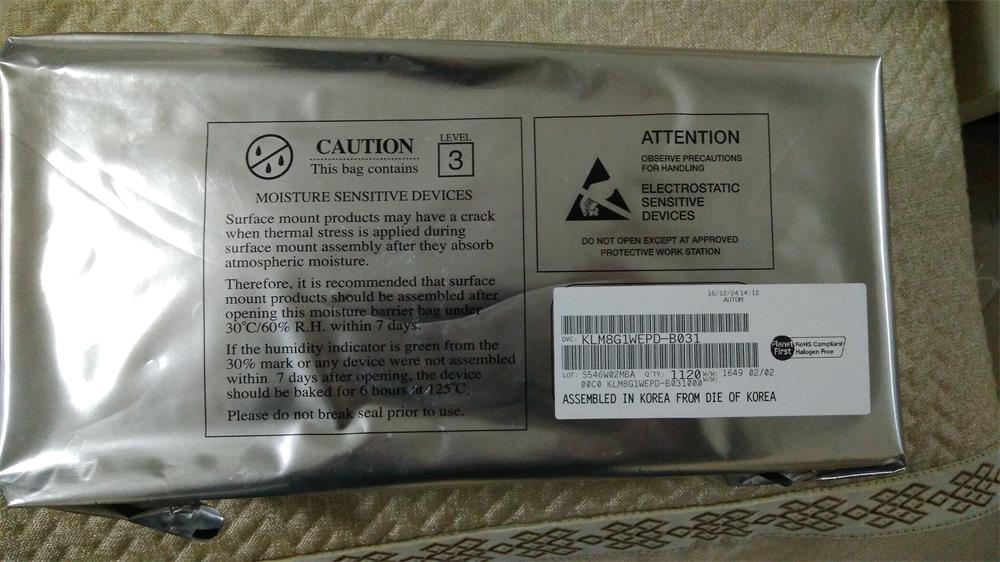 CAUTION
This bag contains
LEVEL
3
MOISTURE SENSITIVE DEVICES
Surface mount products may have a crack
when thermal stress is applied during
surface mount assembly after they absorb
atmospheric moisture.
Therefore, it is recommended that surface
mount products should be assembled after
opening this moisture barrier bag under
30°C/60% R.H. within 7 days.
If the humidity indicator is green from the
30% mark or any device were not assembled
within 7 days after opening, the device
should be baked for 6 hours at 125°C.
Please do not break seal prior to use.
ATTENTION
OBSERVE PRECAUTIONS
FOR HANDLING
ELECTROSTATIC
SENSITIVE
DEVICES
DO NOT OPEN EXCEPT AT APPROVED
PROTECTIVE WORK STATION
16/12/24 14:12
AUTOM
DVC: KLM8G1WEPD-B031
Planet First
RoHS Compliant
Halogen Free
LOT: S546W02MBA Q'TY: 1120 W/W: 1649 02/02
00C0 KLM8G1WEPD-B031000 W/W:
ASSEMBLED IN KOREA FROM DIE OF KOREA